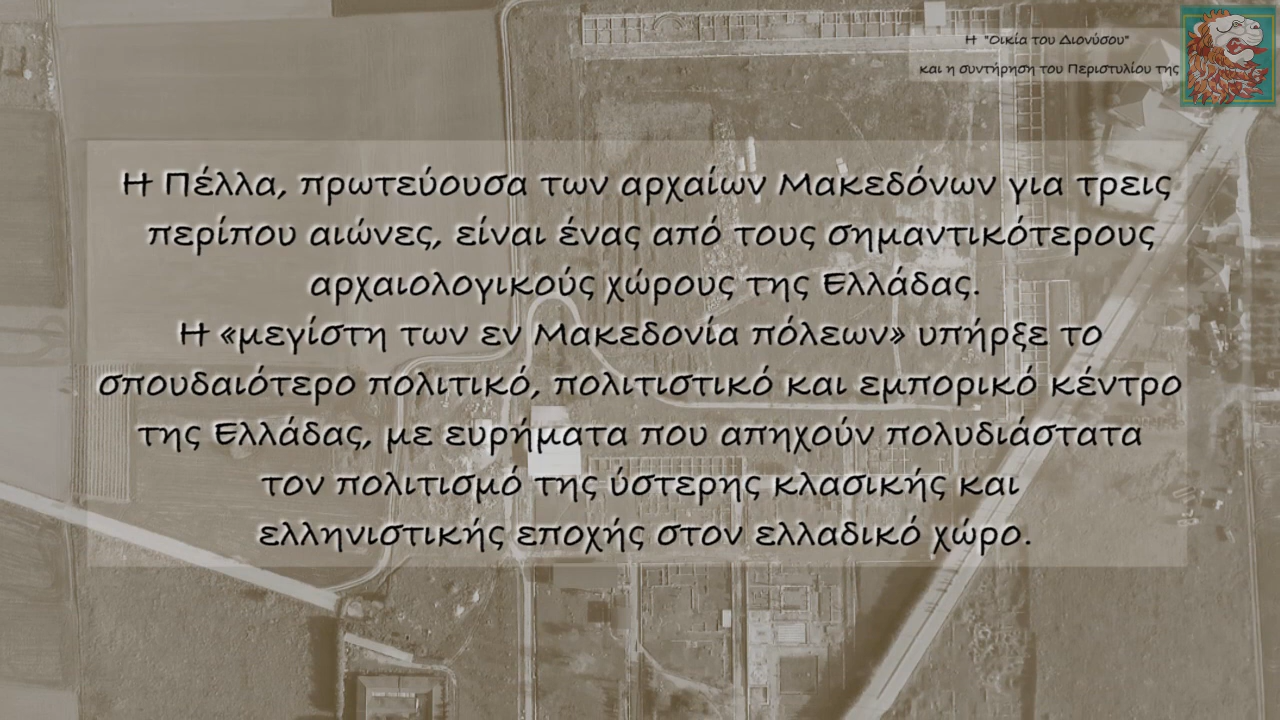 Η "Οικία του Διονύσου"
και η συντήρηση του Περιστυλίου της
Η Πέλλα, πρωτεύουσα των αρχαίων Μακεδόνων για τρεις
περίπου αιώνες, είναι ένας από τους σημαντικότερους
αρχαιολογικούς χώρους της Ελλάδας.
Η «μεγίστη των εν Μακεδονία πόλεων» υπήρξε το
σπουδαιότερο πολιτικό, πολιτιστικό και εμπορικό κέντρο
της Ελλάδας, με ευρήματα που απηχούν πολυδιάστατα
τον πολιτισμό της ύστερης κλασικής και
ελληνιστικής εποχής στον ελλαδικό χώρο.